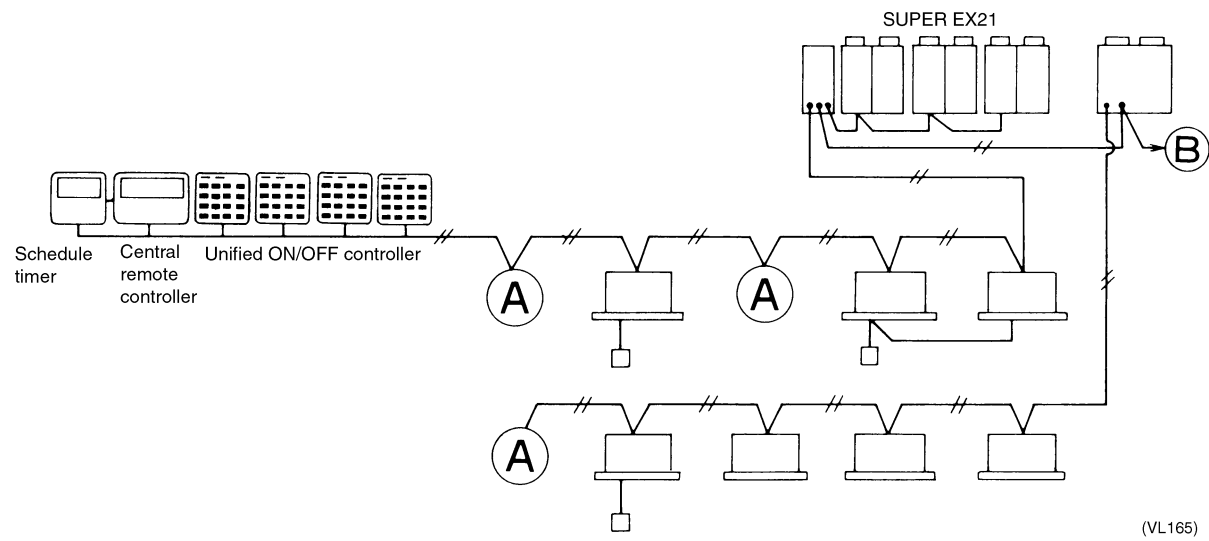 SUPER EX21
B
Schedule
timer
Central
remote
controller
Unified ON/OFF controller
A
A
A
(VL165)